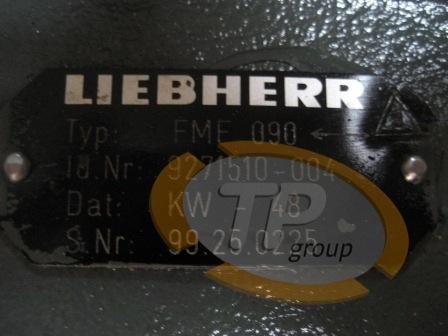 LIEBHERR
Typ: FMF 090
Id.Nr: 9271510-004
Dat: KW - 48
S.Nr: 99.25.0225
TP
group